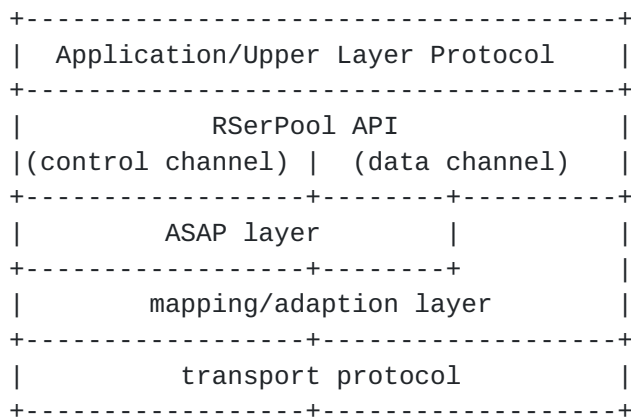 +--------------------------------------+
|  Application/Upper Layer Protocol    |
+--------------------------------------+
|            RSerPool API              |
|(control channel) |  (data channel)   |
+------------------+--------+----------+
|         ASAP layer        |          |
+------------------+--------+          |
|        mapping/adaption layer        |
+------------------+-------------------+
|          transport protocol          |
+------------------+-------------------+